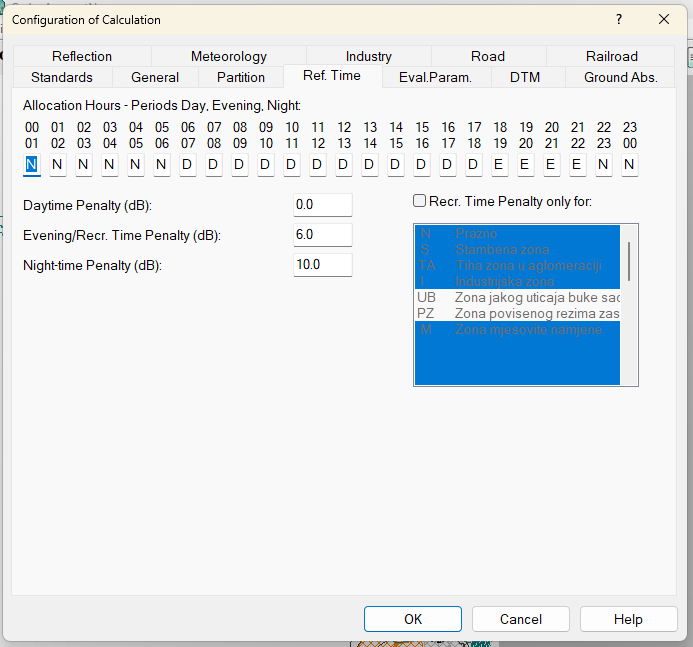 Configuration of Calculation ?
Reflection Meteorology Industry Road Railroad
Standards General Partition Ref. Time Eval.Param. DTM Ground Abs.
Allocation Hours - Periods Day, Evening, Night:
00 01 02 03 04 05 06 07 08 09 10 11 12 13 14 15 16 17 18 19 20 21 22 23
01 02 03 04 05 06 07 08 09 10 11 12 13 14 15 16 17 18 19 20 21 22 23 00
N N N N N N D D D D D D D D D D D D E E E E N N
Daytime Penalty (dB): 0.0
Evening/Recr. Time Penalty (dB): 6.0
Night-time Penalty (dB): 10.0
Recr. Time Penalty only for:
N Prazno
S Stambena zona
TA Tiha zona u aglomeraciji
I Industrijska zona
UB Zona jakog uticaja buke sao
PZ Zona povisenog rezima zas
M Zona mjesovite namjene
OK Cancel Help